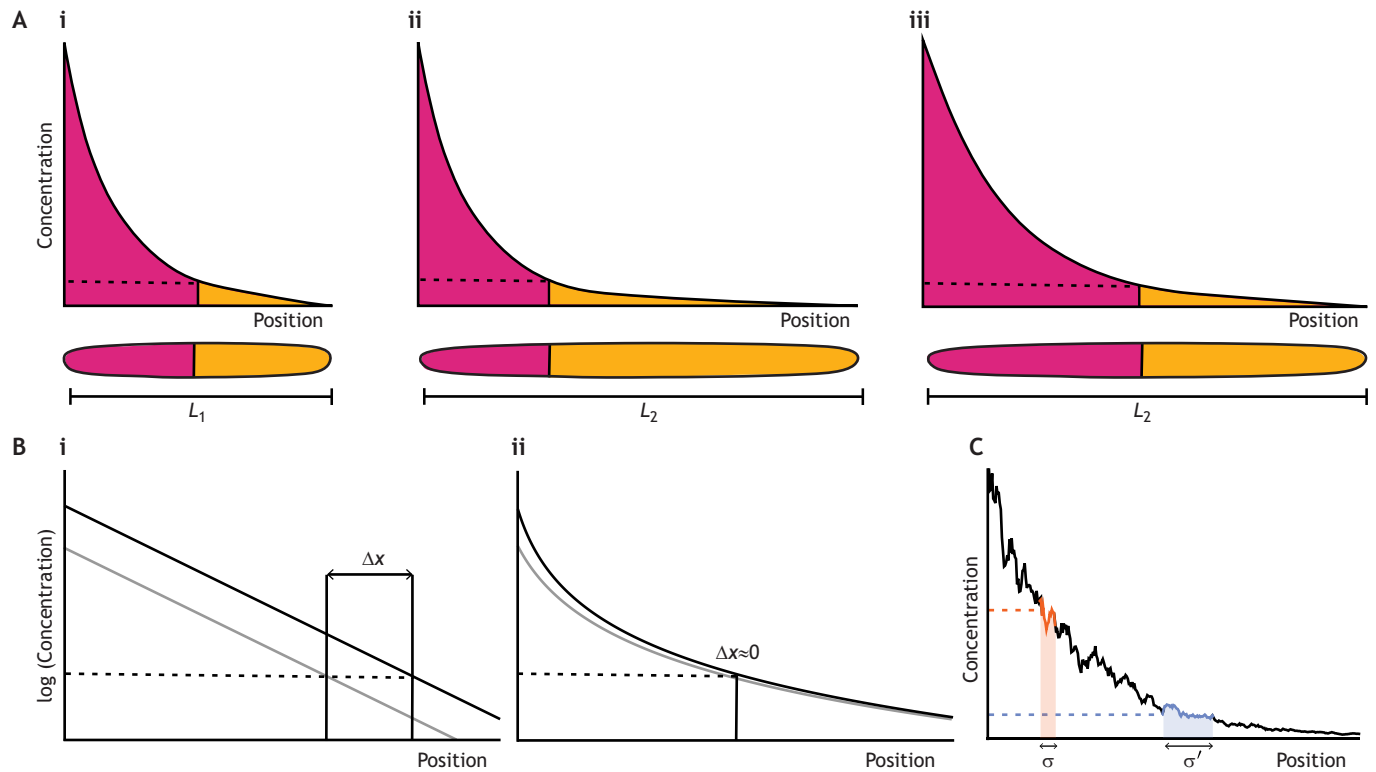 A
i
ii
iii
Concentration
Position
Position
Position
L1
L2
L2
B
i
ii
C
log (Concentration)
Δx
Δx≈0
Concentration
Position
Position
Position
σ
σ′